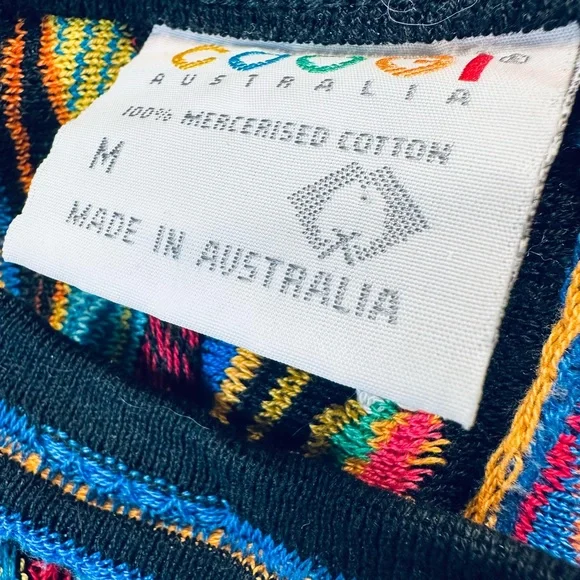 COOGI ®
AUSTRALIA
100% MERCERISED COTTON
M
MADE IN AUSTRALIA